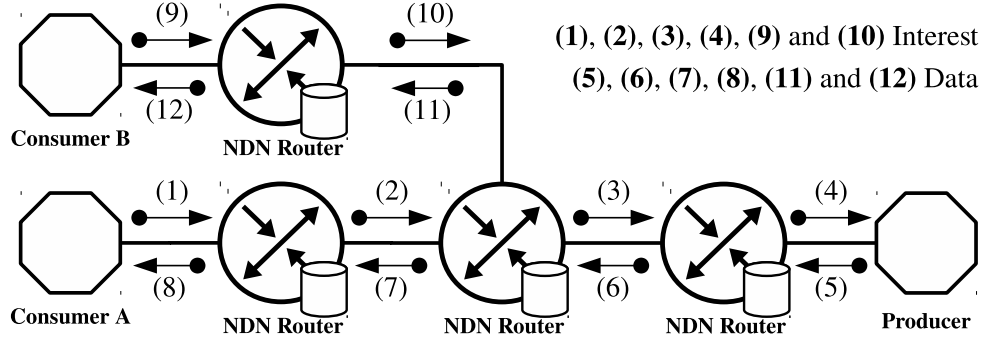 (9)
(10)
(1), (2), (3), (4), (9) and (10) Interest
(5), (6), (7), (8), (11) and (12) Data
(12)
(11)
Consumer B
NDN Router
(1)
(2)
(3)
(4)
(8)
(7)
(6)
(5)
Consumer A
NDN Router
NDN Router
NDN Router
Producer